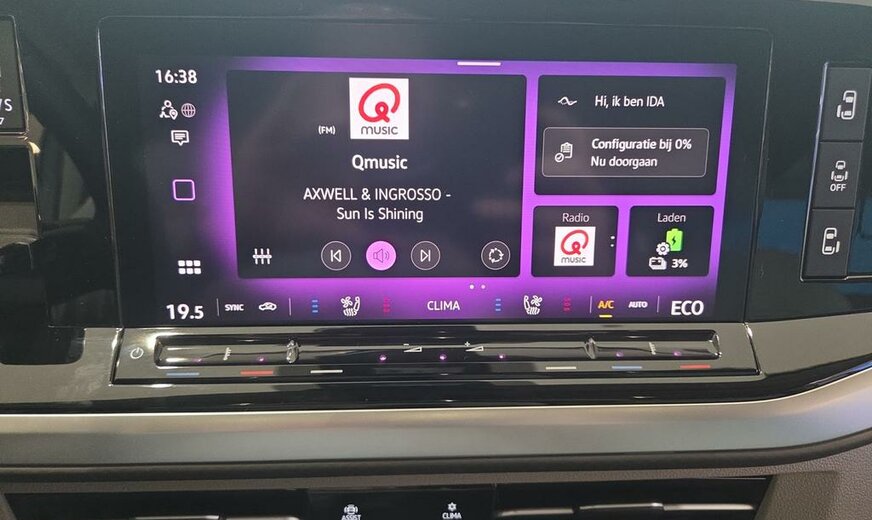 16:38
(FM)
Q
MUSIC
Qmusic
AXWELL & INGROSSO -
Sun Is Shining
Hi, ik ben IDA
Configuratie bij 0%
Nu doorgaan
Radio
Q
MUSIC
Laden
3%
19.5
SYNC
CLIMA
A/C
AUTO
ECO
OFF
ASSIST
CLIMA